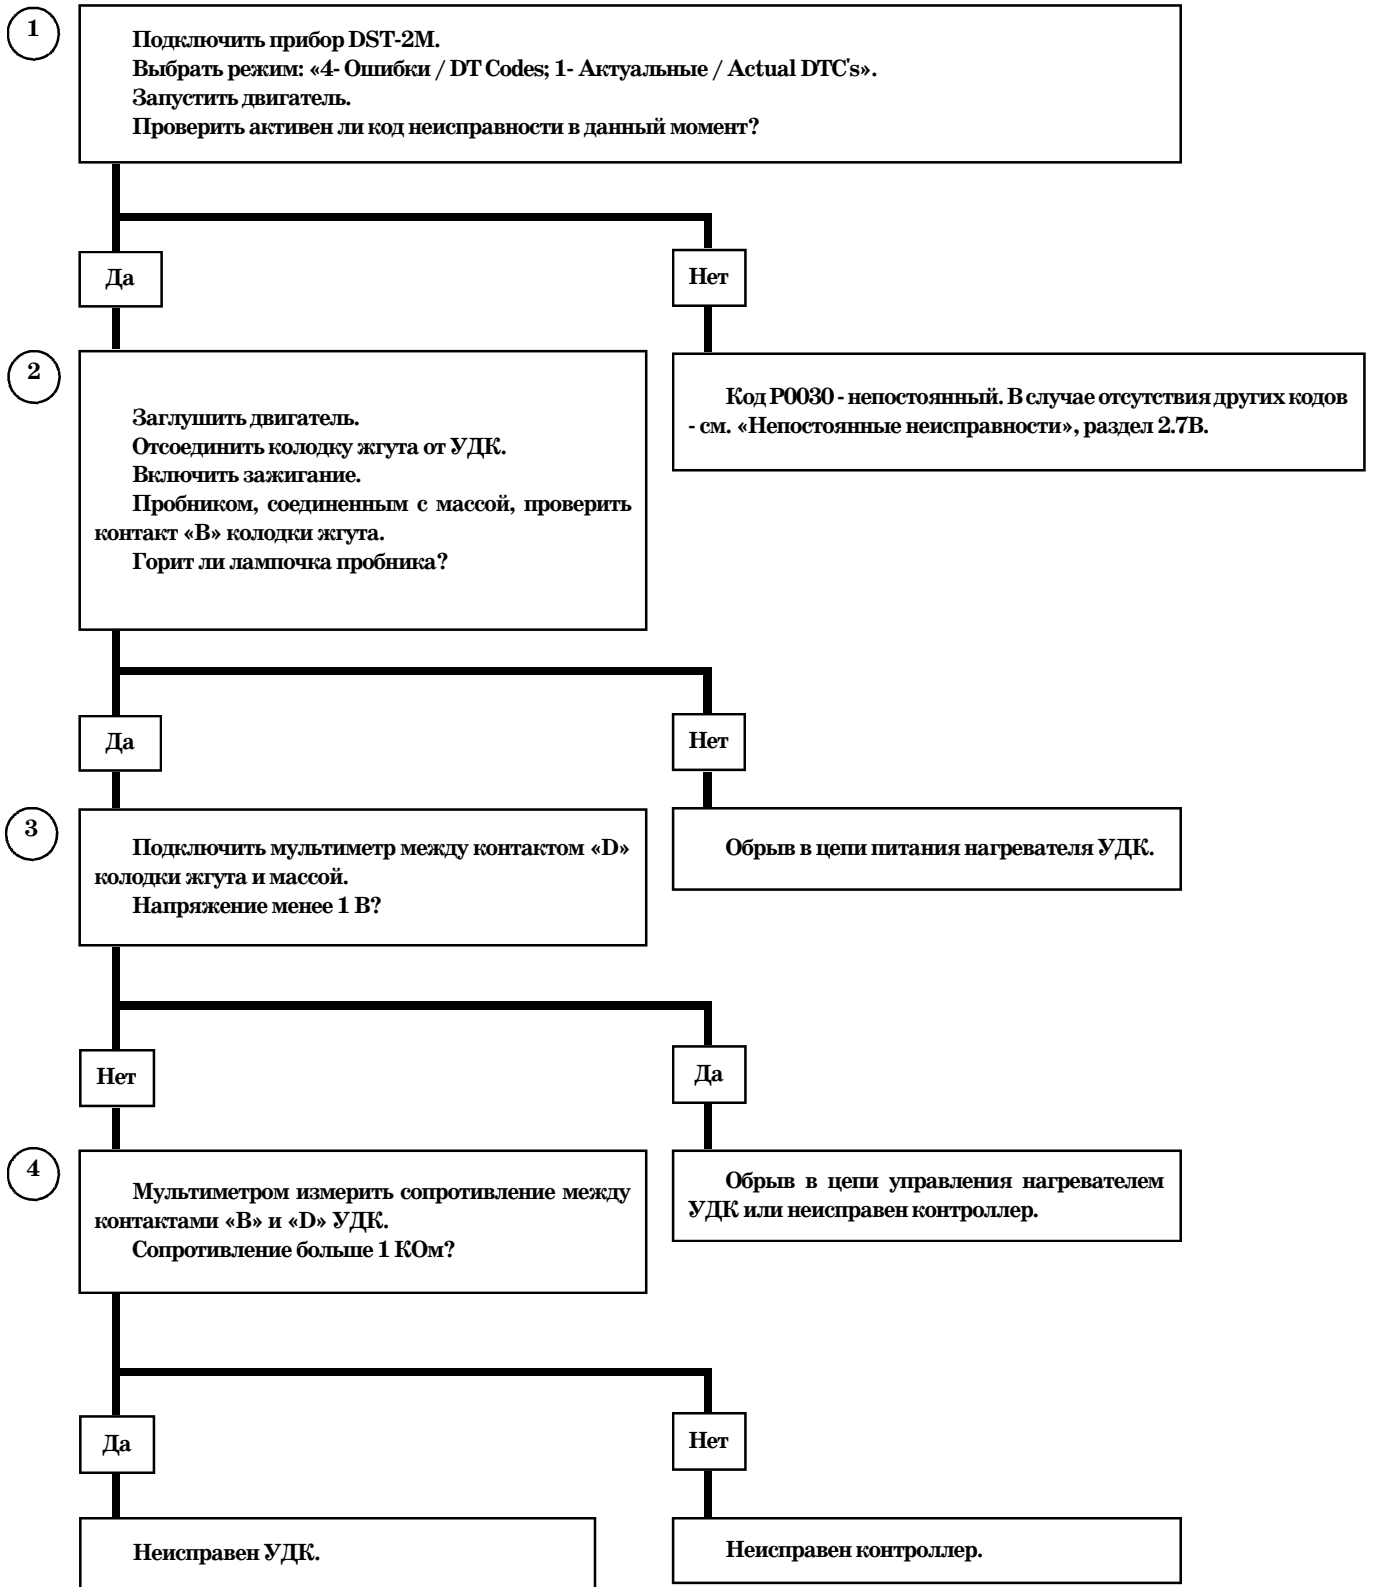 1
Подключить прибор DST-2M.
Выбрать режим: «4- Ошибки / DT Codes; 1- Актуальные / Actual DTC's».
Запустить двигатель.
Проверить активен ли код неисправности в данный момент?
Да
Нет
2
Заглушить двигатель.
Отсоединить колодку жгута от УДК.
Включить зажигание.
Пробником, соединенным с массой, проверить
контакт «B» колодки жгута.
Горит ли лампочка пробника?
Код P0030 - непостоянный. В случае отсутствия других кодов
- см. «Непостоянные неисправности», раздел 2.7В.
Да
Нет
3
Подключить мультиметр между контактом «D»
колодки жгута и массой.
Напряжение менее 1 В?
Обрыв в цепи питания нагревателя УДК.
Нет
Да
4
Мультиметром измерить сопротивление между
контактами «B» и «D» УДК.
Сопротивление больше 1 КОм?
Обрыв в цепи управления нагревателем
УДК или неисправен контроллер.
Да
Нет
Неисправен УДК.
Неисправен контроллер.